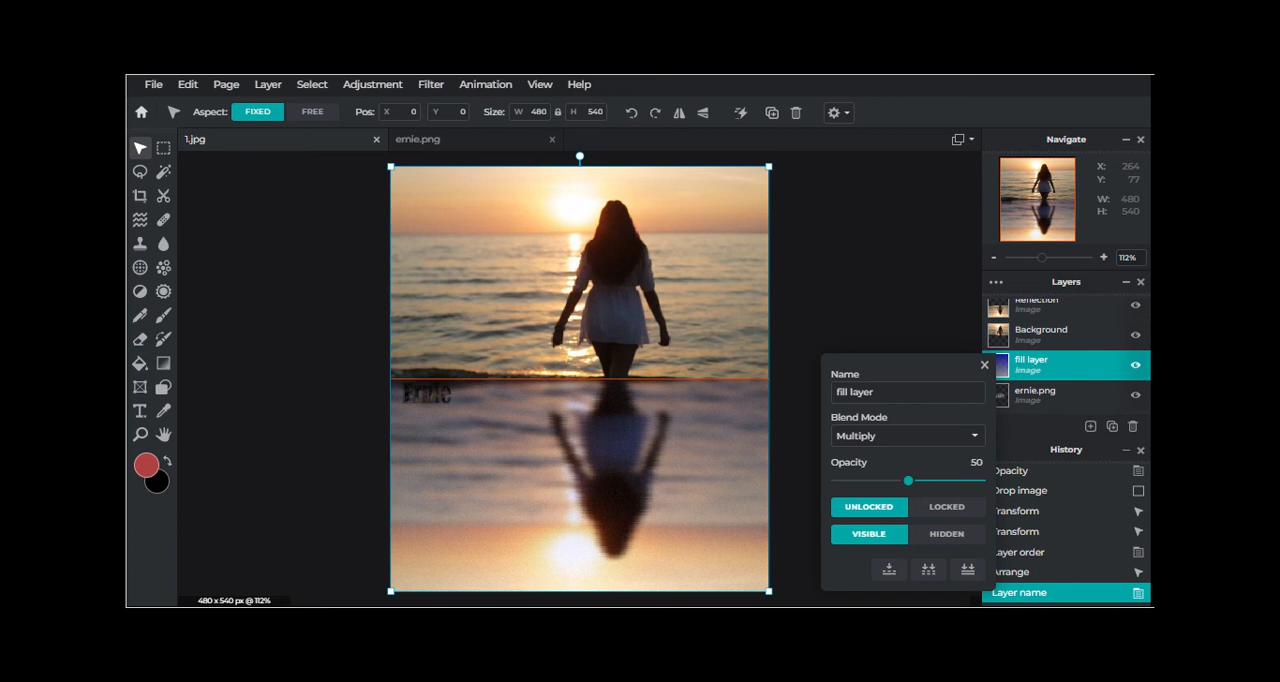 File Edit Page Layer Select Adjustment Filter Animation View Help
Aspect: FIXED FREE Pos: X 0 Y 0 Size: W 480 H 540
1.jpg × ernie.png ×
Ernie
480 x 540 px @ 112%
Navigate
X: 264
Y: 77
W: 480
H: 540
- + 112%
Layers
Reflection
Image
Background
Image
fill layer
Image
ernie.png
Image
Name
fill layer
Blend Mode
Multiply
Opacity 50
UNLOCKED LOCKED
VISIBLE HIDDEN
History
Opacity
Drop image
Transform
Transform
Layer order
Arrange
Layer name